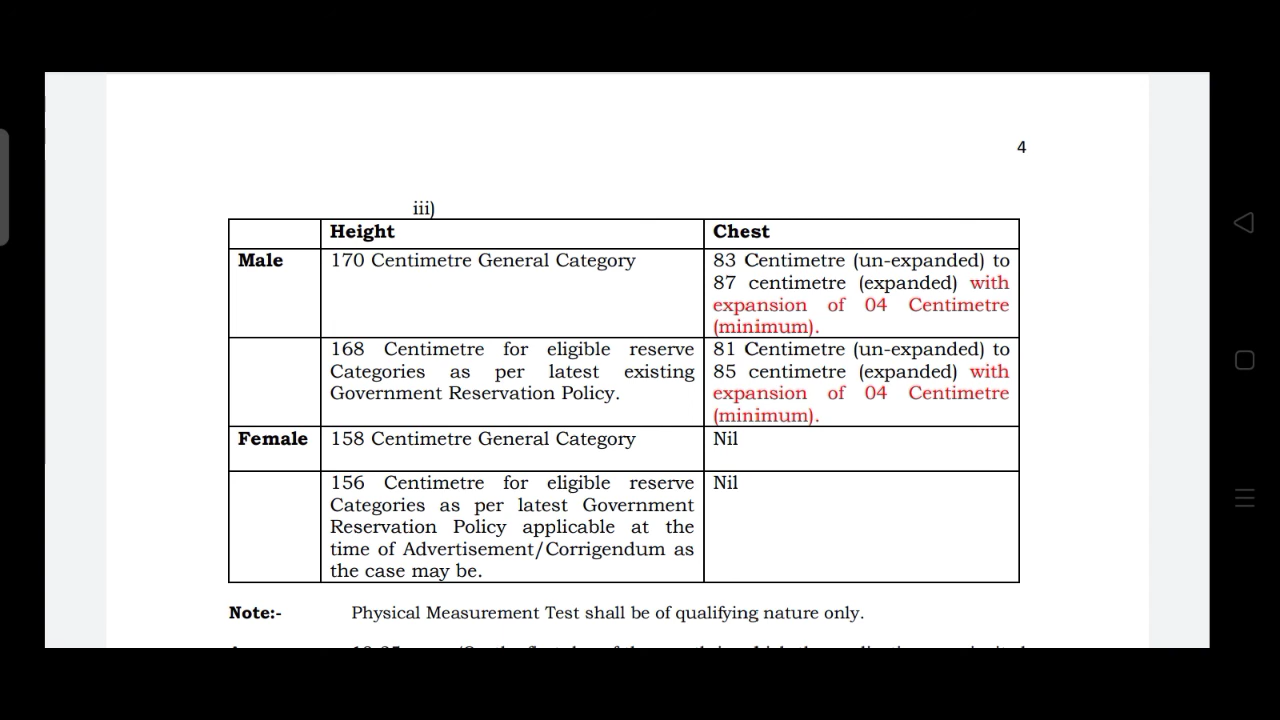 4
iii)
Height Chest
Male 170 Centimetre General Category 83 Centimetre (un-expanded) to
87 centimetre (expanded) with
expansion of 04 Centimetre
(minimum).
168 Centimetre for eligible reserve 81 Centimetre (un-expanded) to
Categories as per latest existing 85 centimetre (expanded) with
Government Reservation Policy. expansion of 04 Centimetre
(minimum).
Female 158 Centimetre General Category Nil
156 Centimetre for eligible reserve Nil
Categories as per latest Government
Reservation Policy applicable at the
time of Advertisement/Corrigendum as
the case may be.
Note:- Physical Measurement Test shall be of qualifying nature only.